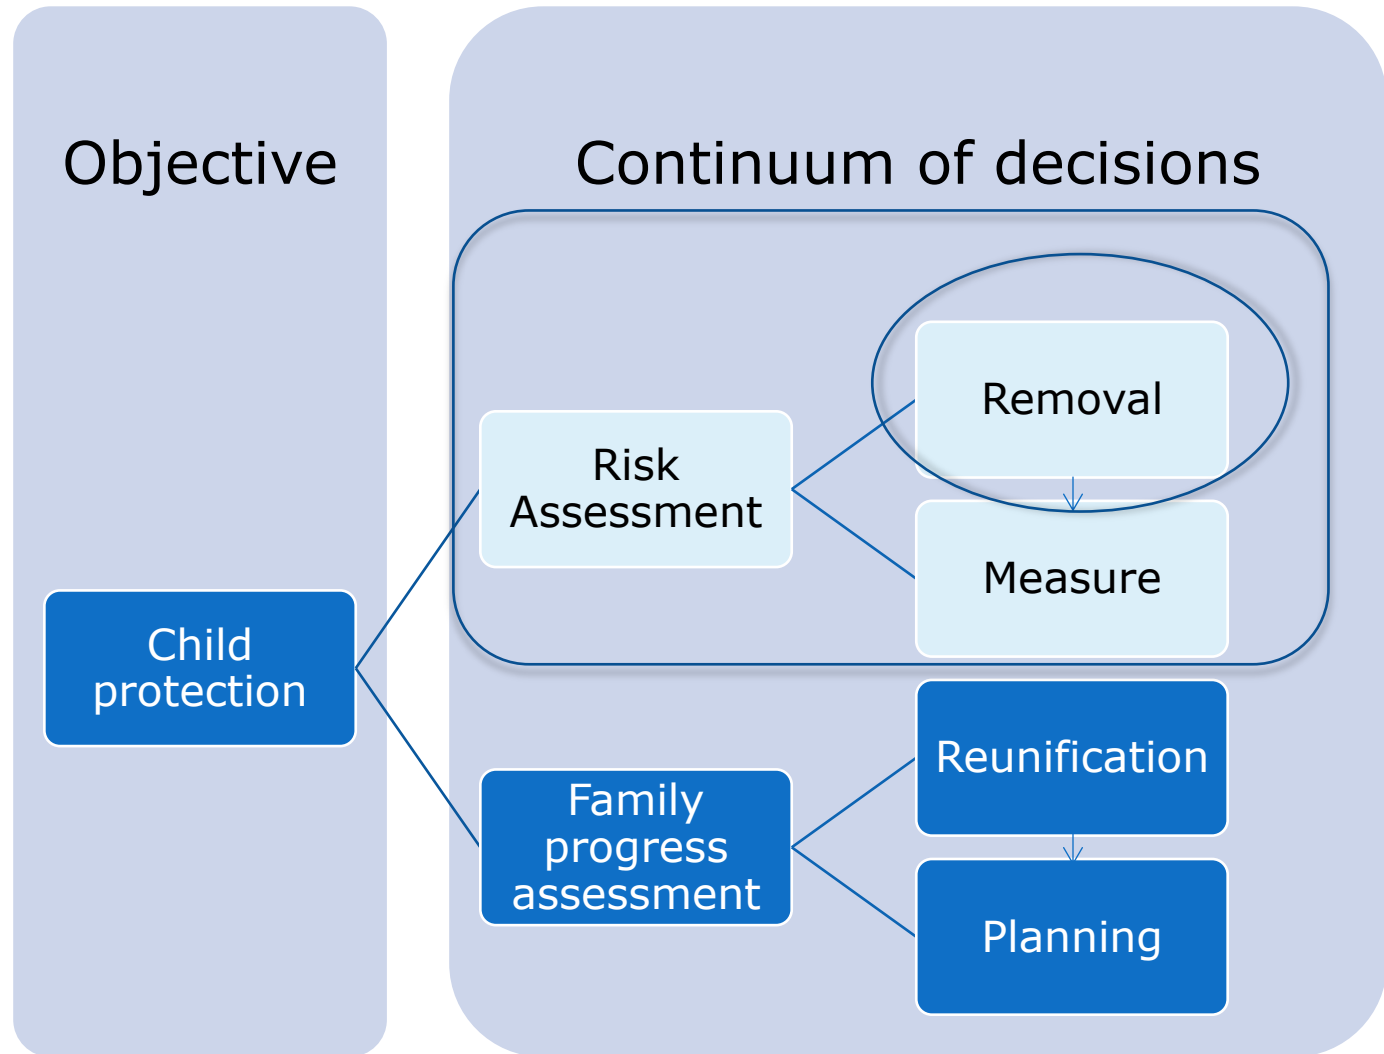 Objective
Continuum of decisions
Child
protection
Risk
Assessment
Removal
Measure
Family
progress
assessment
Reunification
Planning